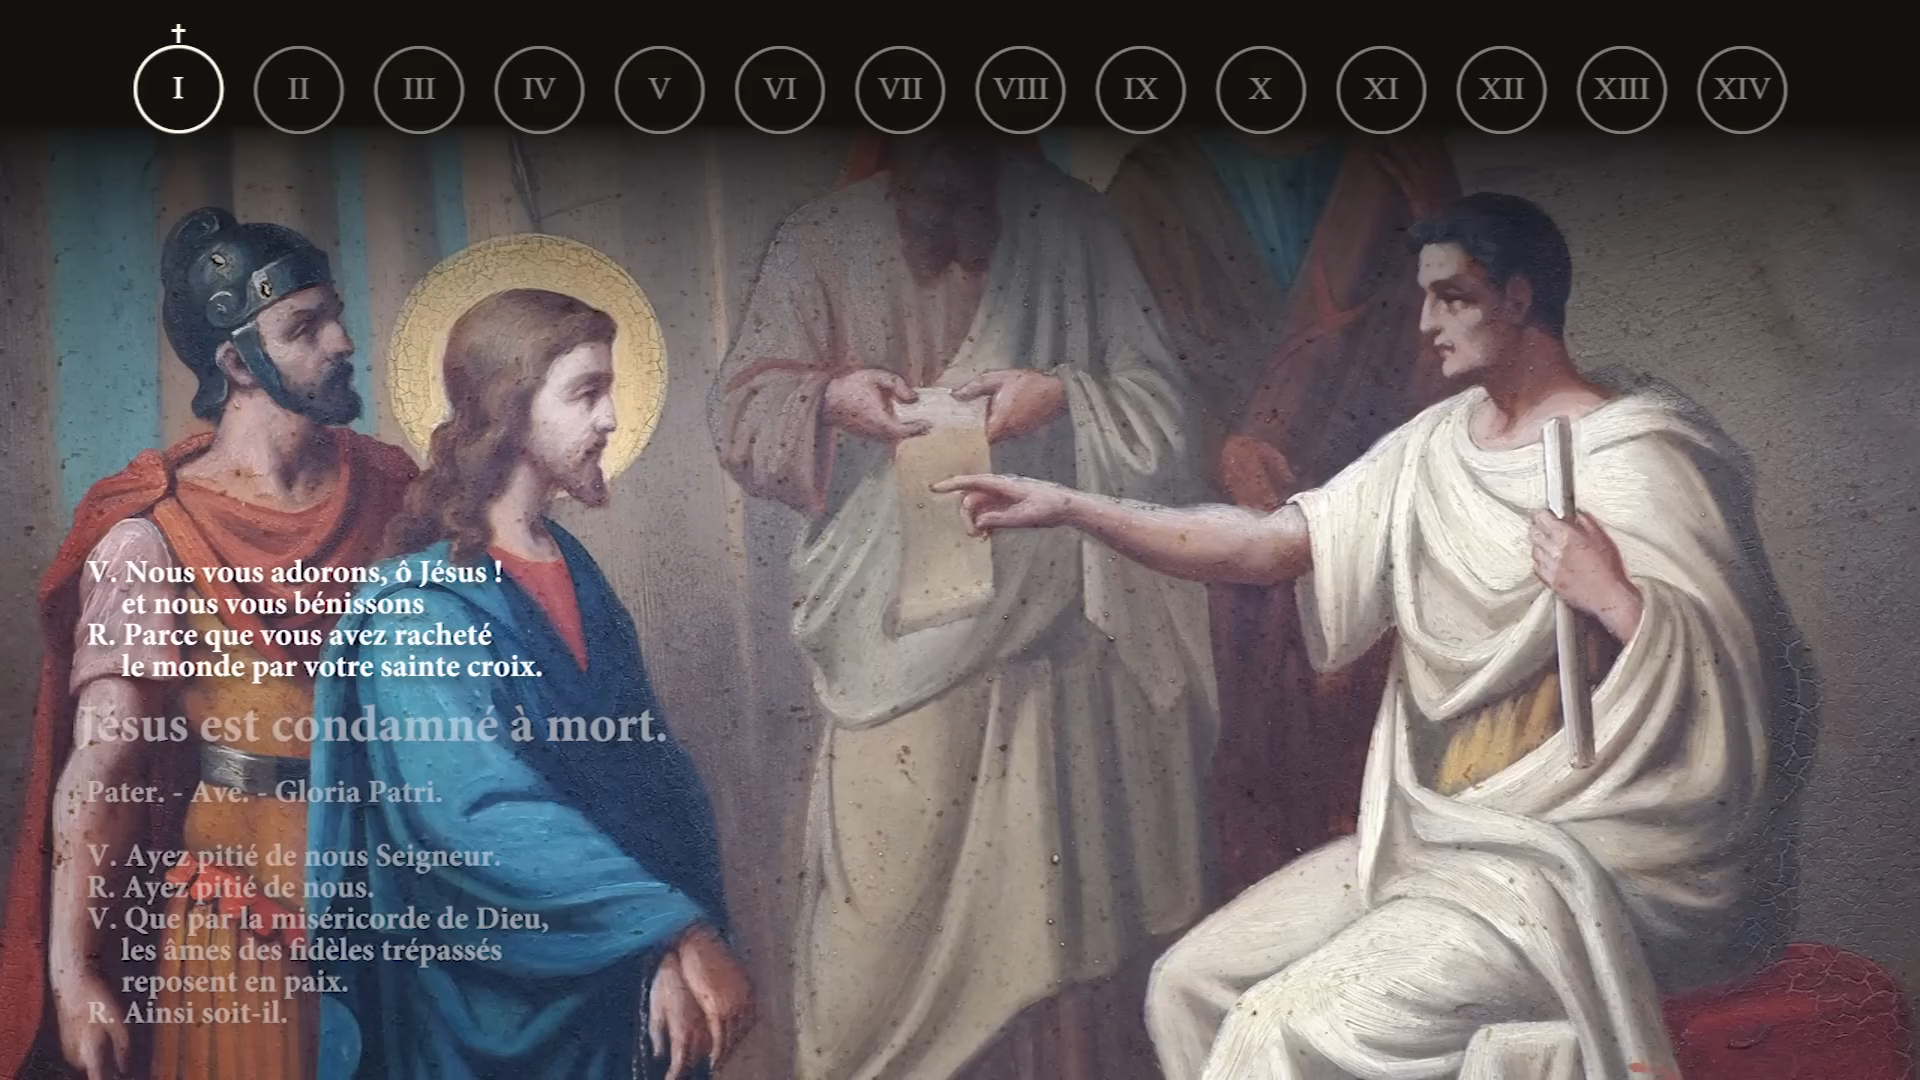 I II III IV V VI VII VIII IX X XI XII XIII XIV
V. Nous vous adorons, ô Jésus !
et nous vous bénissons
R. Parce que vous avez racheté
le monde par votre sainte croix.
Jésus est condamné à mort.
Pater. - Ave. - Gloria Patri.
V. Ayez pitié de nous Seigneur.
R. Ayez pitié de nous.
V. Que par la miséricorde de Dieu,
les âmes des fidèles trépassés
reposent en paix.
R. Ainsi soit-il.